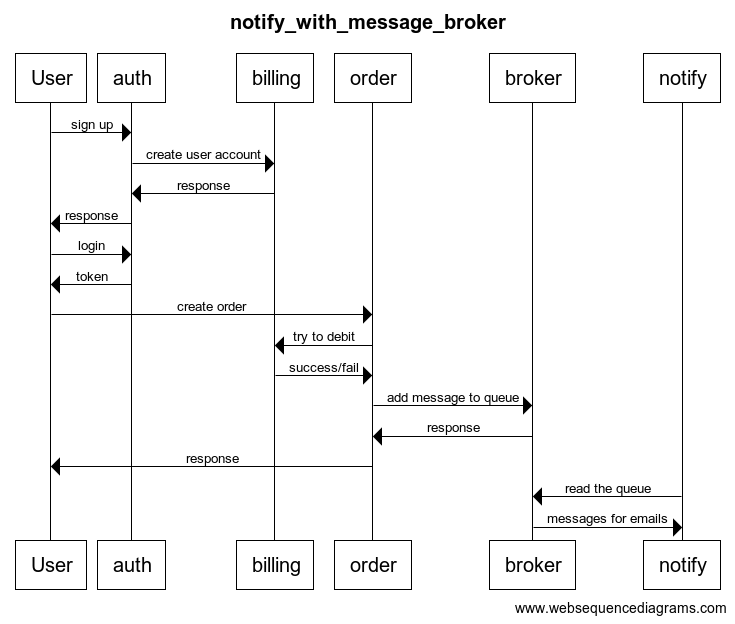 notify_with_message_broker
User auth billing order broker notify
sign up
create user account
response
response
login
token
create order
try to debit
success/fail
add message to queue
response
response
read the queue
messages for emails
User auth billing order broker notify
www.websequencediagrams.com